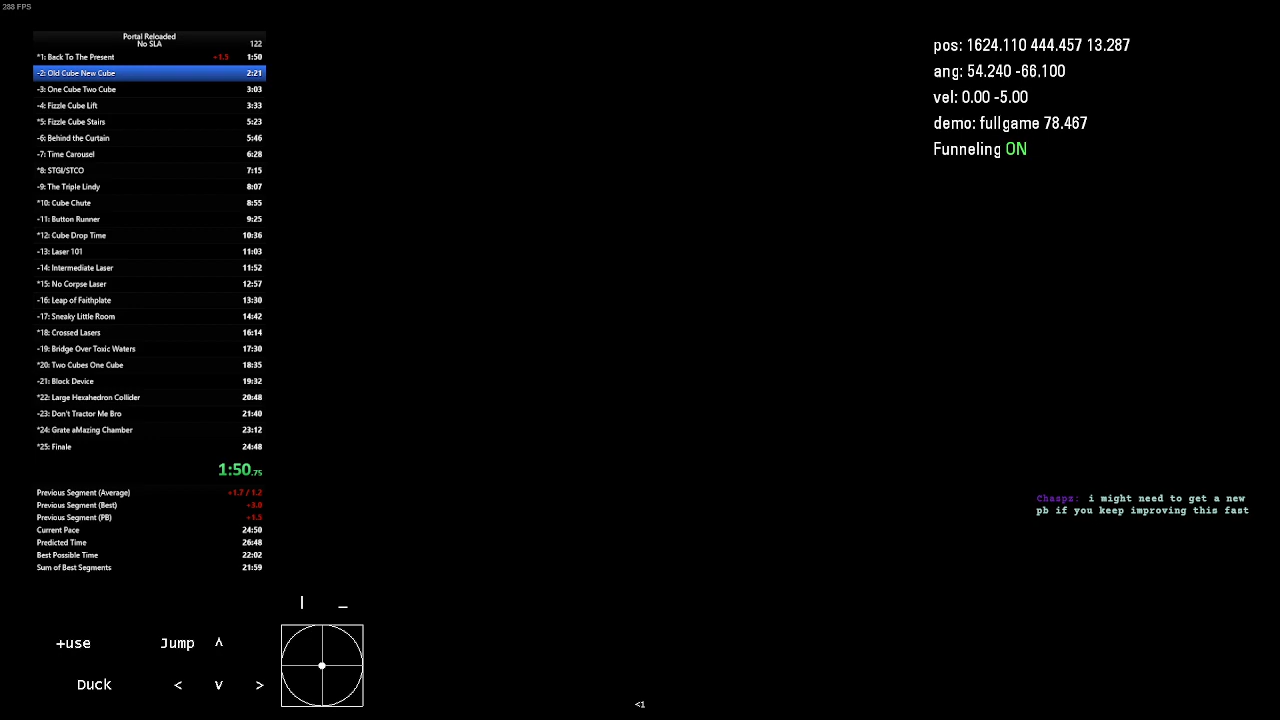 288 FPS
Portal Reloaded
No SLA 122
*1: Back To The Present +1.5 1:50
-2: Old Cube New Cube 2:21
-3: One Cube Two Cube 3:03
-4: Fizzle Cube Lift 3:33
*5: Fizzle Cube Stairs 5:23
-6: Behind the Curtain 5:46
-7: Time Carousel 6:28
*8: STGI/STCO 7:15
-9: The Triple Lindy 8:07
*10: Cube Chute 8:55
-11: Button Runner 9:25
*12: Cube Drop Time 10:36
-13: Laser 101 11:03
-14: Intermediate Laser 11:52
*15: No Corpse Laser 12:57
-16: Leap of Faithplate 13:30
-17: Sneaky Little Room 14:42
*18: Crossed Lasers 16:14
-19: Bridge Over Toxic Waters 17:30
*20: Two Cubes One Cube 18:35
-21: Block Device 19:32
*22: Large Hexahedron Collider 20:48
-23: Don't Tractor Me Bro 21:40
*24: Grate aMazing Chamber 23:12
*25: Finale 24:48
1:50.75
Previous Segment (Average) +1.7 / 1.2
Previous Segment (Best) +3.0
Previous Segment (PB) +1.5
Current Pace 24:50
Predicted Time 26:48
Best Possible Time 22:02
Sum of Best Segments 21:59
pos: 1624.110 444.457 13.287
ang: 54.240 -66.100
vel: 0.00 -5.00
demo: fullgame 78.467
Funneling ON
Chaspz: i might need to get a new
pb if you keep improving this fast
| _
+use Jump ^
Duck < v >
<1